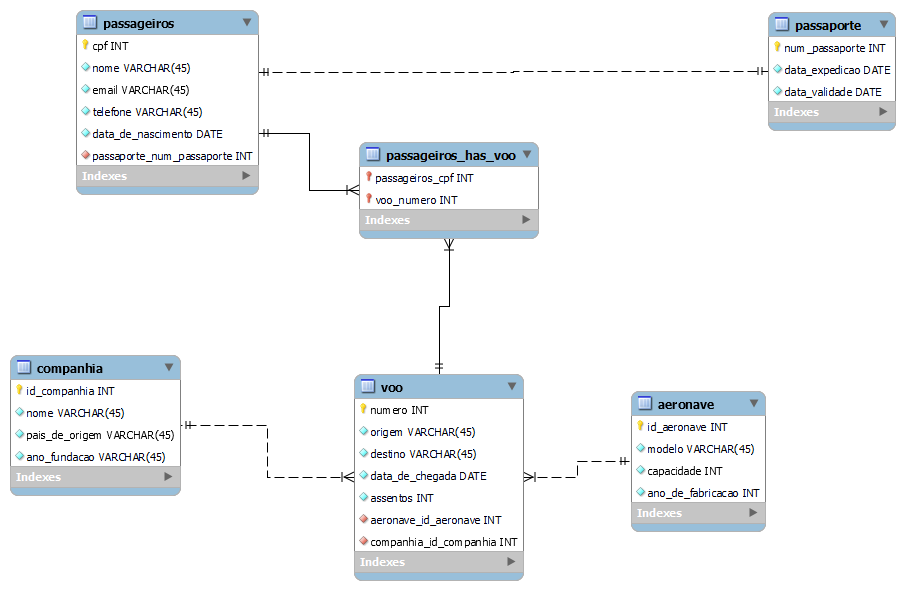 passageiros
cpf INT
nome VARCHAR(45)
email VARCHAR(45)
telefone VARCHAR(45)
data_de_nascimento DATE
passaporte_num_passaporte INT
Indexes
passaporte
num_passaporte INT
data_expedicao DATE
data_validade DATE
Indexes
passageiros_has_voo
passageiros_cpf INT
voo_numero INT
Indexes
companhia
id_companhia INT
nome VARCHAR(45)
pais_de_origem VARCHAR(45)
ano_fundacao VARCHAR(45)
Indexes
voo
numero INT
origem VARCHAR(45)
destino VARCHAR(45)
data_de_chegada DATE
assentos INT
aeronave_id_aeronave INT
companhia_id_companhia INT
Indexes
aeronave
id_aeronave INT
modelo VARCHAR(45)
capacidade INT
ano_de_fabricacao INT
Indexes